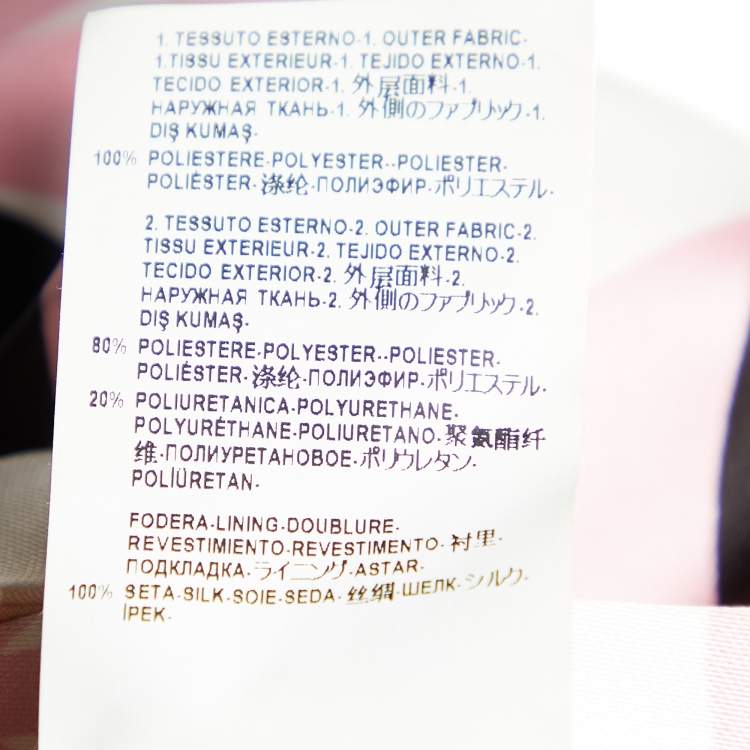 1. TESSUTO ESTERNO-1. OUTER FABRIC-
1.TISSU EXTERIEUR-1. TEJIDO EXTERNO-1.
TECIDO EXTERIOR-1. 外层面料-1.
НАРУЖНАЯ ТКАНЬ-1. 外側のファブリック-1.
DIŞ KUMAŞ-
100% POLIESTERE-POLYESTER--POLIESTER-
POLIÉSTER-涤纶-ПОЛИЭФИР-ポリエステル-
2. TESSUTO ESTERNO-2. OUTER FABRIC-2.
TISSU EXTERIEUR-2. TEJIDO EXTERNO-2.
TECIDO EXTERIOR-2. 外层面料-2.
НАРУЖНАЯ ТКАНЬ-2. 外側のファブリック-2.
DIŞ KUMAŞ-
80% POLIESTERE-POLYESTER--POLIESTER-
POLIÉSTER-涤纶-ПОЛИЭФИР-ポリエステル-
20% POLIURETANICA-POLYURETHANE-
POLYURÉTHANE-POLIURETANO-聚氨酯纤
维-ПОЛИУРЕТАНОВОЕ-ポリウレタン-
POLİÜRETAN-
FODERA-LINING-DOUBLURE-
REVESTIMIENTO-REVESTIMENTO-衬里-
ПОДКЛАДКА-ライニング-ASTAR-
100% SETA-SILK-SOIE-SEDA-丝绸-ШЕЛК-シルク-
İPEK-